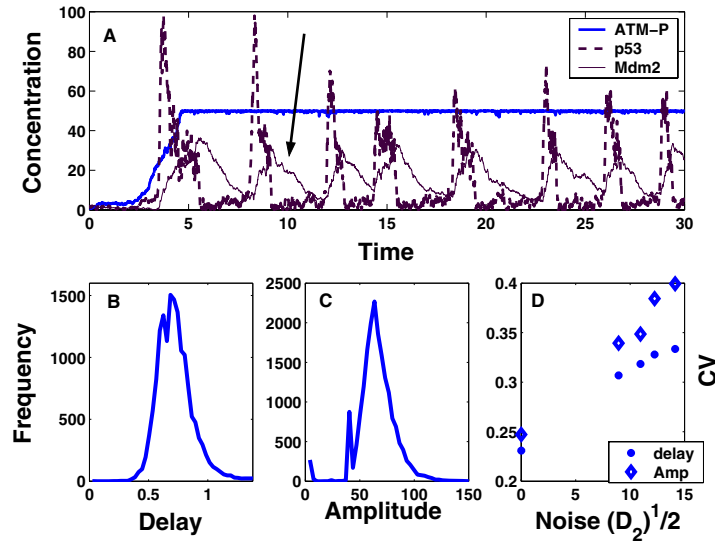 A
ATM-P
p53
Mdm2
100
80
60
40
20
0
Concentration
0 5 10 15 20 25 30
Time
B
1500
1000
500
0
Frequency
0 0.5 1
Delay
C
2500
2000
1500
1000
500
0
0 50 100 150
Amplitude
D
0.4
0.35
0.3
0.25
0.2
CV
delay
Amp
0 5 10 15
Noise (D_2)^1/2